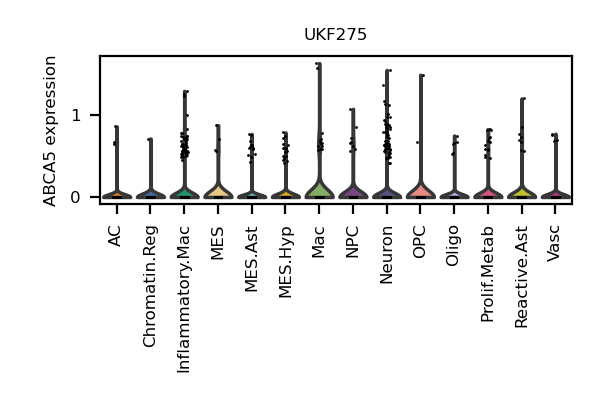 UKF275
ABCA5 expression
1
0
AC
Chromatin.Reg
Inflammatory.Mac
MES
MES.Ast
MES.Hyp
Mac
NPC
Neuron
OPC
Oligo
Prolif.Metab
Reactive.Ast
Vasc